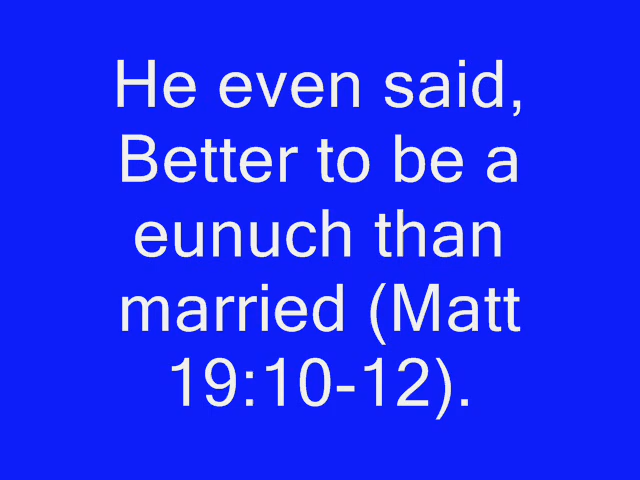 He even said,
Better to be a
eunuch than
married (Matt
19:10-12).